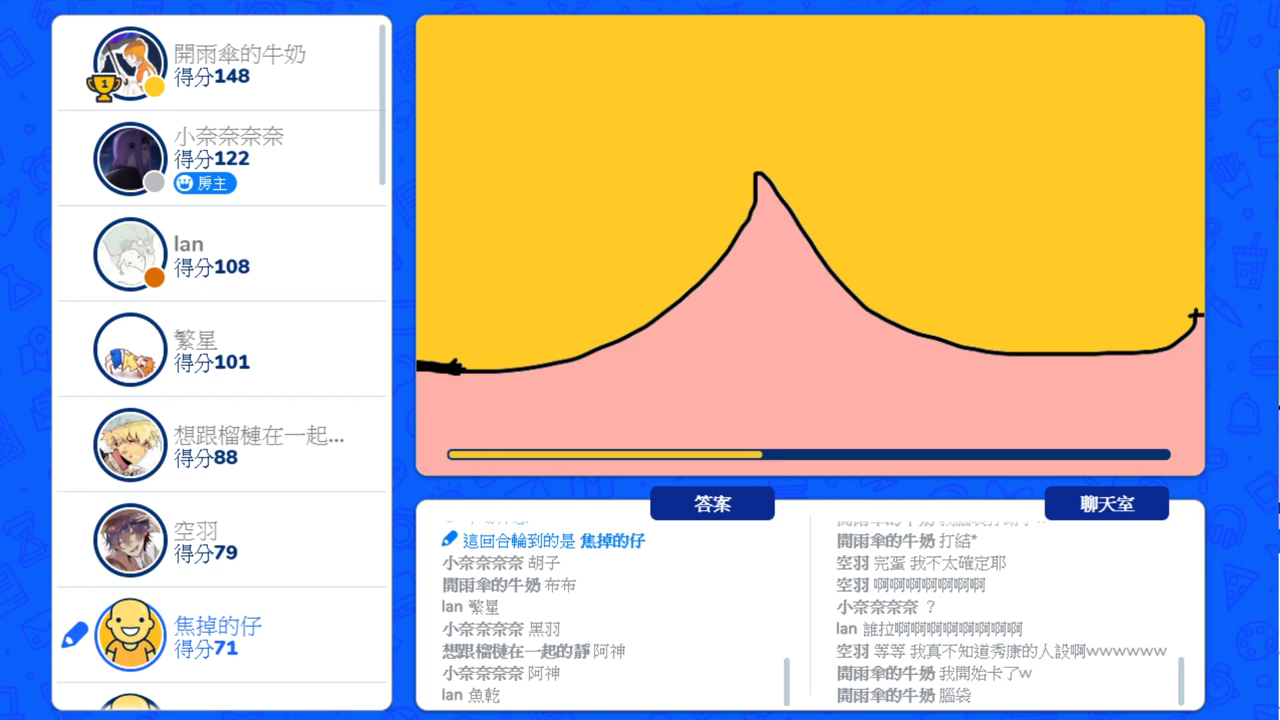 開雨傘的牛奶
得分148
1
小奈奈奈奈
得分122
房主
lan
得分108
繁星
得分101
想跟榴槤在一起...
得分88
空羽
得分79
焦掉的仔
得分71
答案
這回合輪到的是 焦掉的仔
小奈奈奈奈 胡子
開雨傘的牛奶 布布
lan 繁星
小奈奈奈奈 黑羽
想跟榴槤在一起的靜 阿神
小奈奈奈奈 阿神
lan 魚乾
聊天室
開雨傘的牛奶 打結*
空羽 完蛋 我不太確定耶
空羽 啊啊啊啊啊啊啊啊
小奈奈奈奈 ？
lan 誰拉啊啊啊啊啊啊啊啊啊
空羽 等等 我真不知道秀康的人設啊wwwwww
開雨傘的牛奶 我開始卡了w
開雨傘的牛奶 腦袋